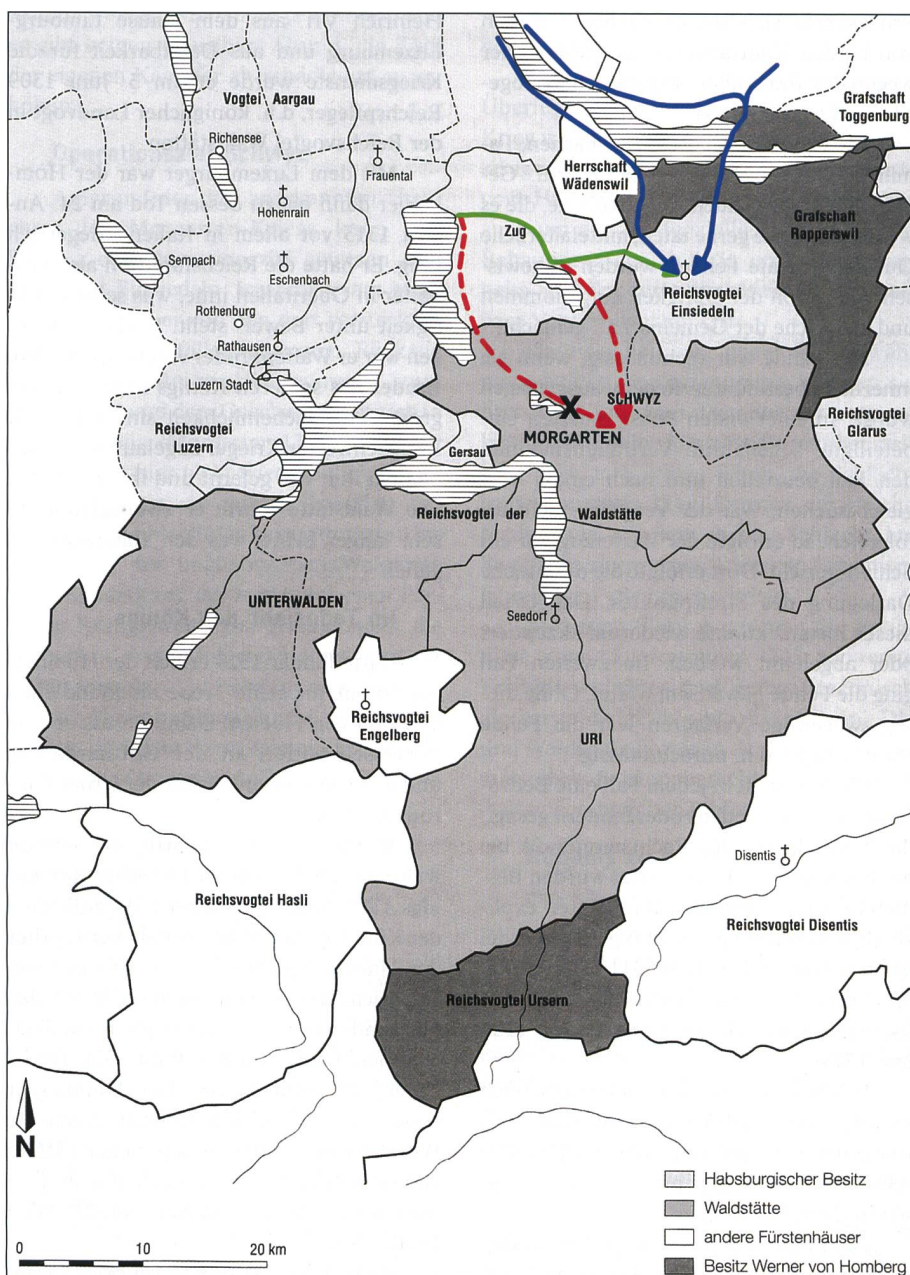 Vogtei Aargau
Richensee
Hohenrain
Frauental
Sempach
Eschenbach
Rothenburg
Rathausen
Luzern Stadt
Reichsvogtei
Luzern
Grafschaft
Toggenburg
Herrschaft
Wädenswil
Grafschaft
Rapperswil
Zug
Reichsvogtei
Einsiedeln
SCHWYZ
X
MORGARTEN
Reichsvogtei
Glarus
Gersau
Reichsvogtei der Waldstätte
UNTERWALDEN
Seedorf
Reichsvogtei
Engelberg
URI
Disentis
Reichsvogtei Hasli
Reichsvogtei Disentis
Reichsvogtei Ursern
N
0 10 20 km
Habsburgischer Besitz
Waldstätte
andere Fürstenhäuser
Besitz Werner von Homberg